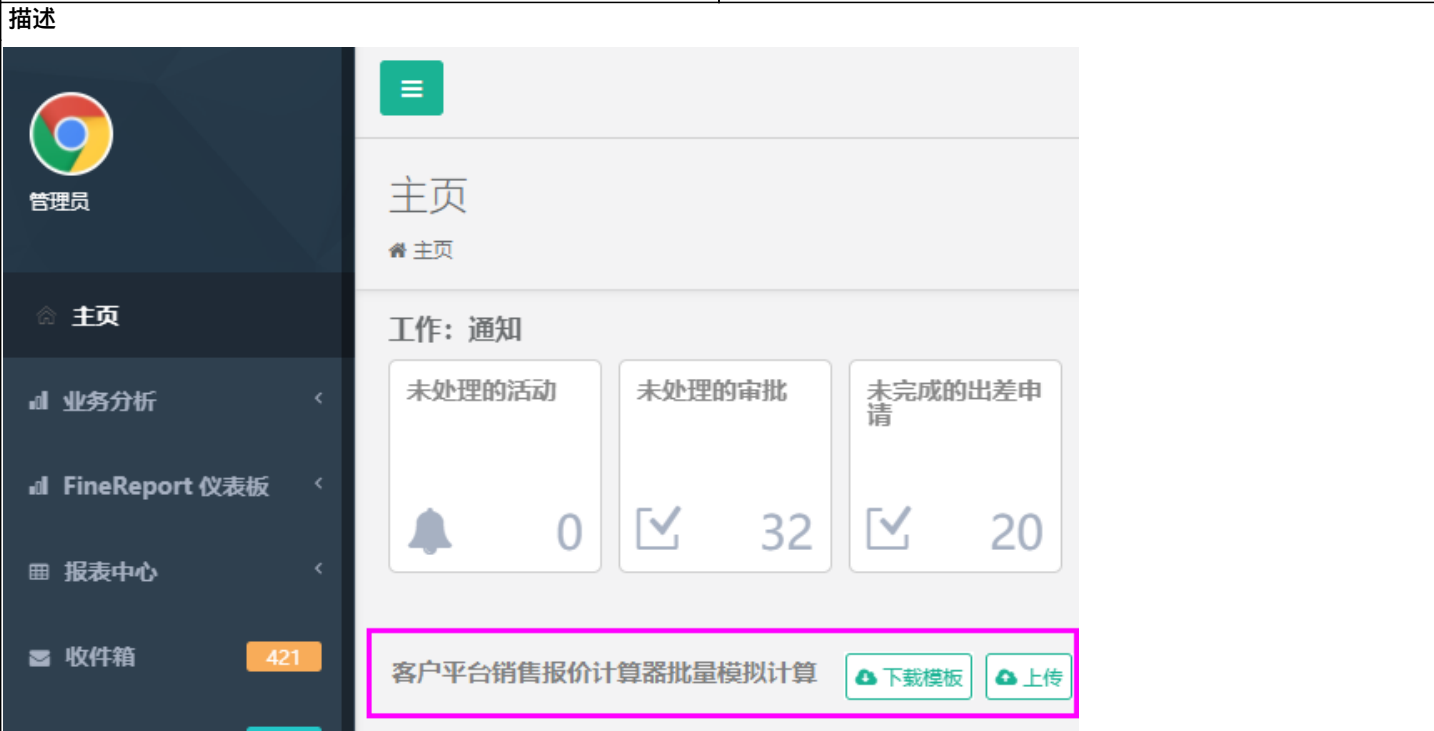 描述
管理员
主页
主页
主页
工作：通知
业务分析
未处理的活动
未处理的审批
未完成的出差申
请
FineReport 仪表板
0
32
20
报表中心
收件箱
421
客户平台销售报价计算器批量模拟计算
下载模板
上传